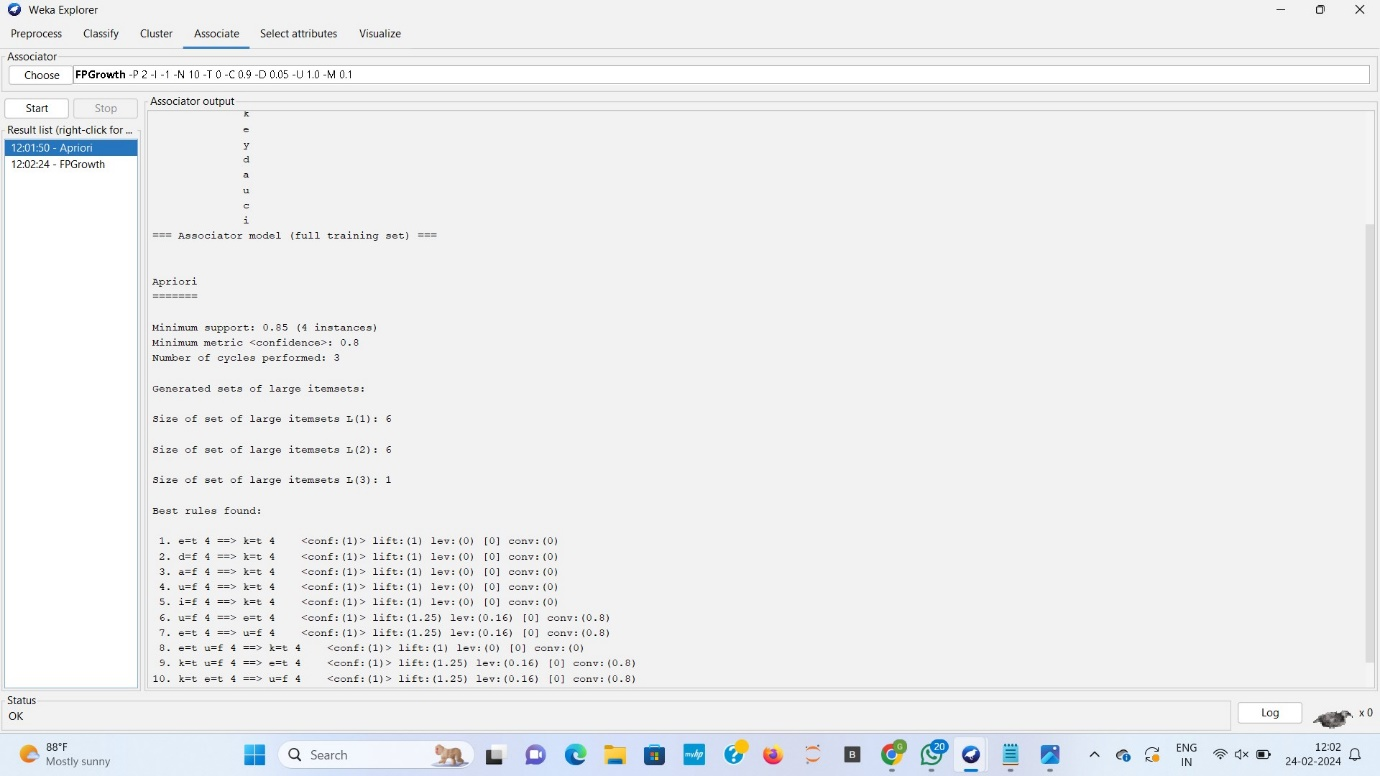 Weka Explorer
Preprocess Classify Cluster Associate Select attributes Visualize
Associator
Choose FPGrowth -P 2 -I -1 -N 10 -T 0 -C 0.9 -D 0.05 -U 1.0 -M 0.1
Start Stop
Associator output
Result list (right-click for ...
12:01:50 - Apriori
12:02:24 - FPGrowth
k
e
y
d
a
u
c
i
=== Associator model (full training set) ===
Apriori
=======
Minimum support: 0.85 (4 instances)
Minimum metric <confidence>: 0.8
Number of cycles performed: 3
Generated sets of large itemsets:
Size of set of large itemsets L(1): 6
Size of set of large itemsets L(2): 6
Size of set of large itemsets L(3): 1
Best rules found:
1. e=t 4 ==> k=t 4 <conf:(1)> lift:(1) lev:(0) [0] conv:(0)
2. d=f 4 ==> k=t 4 <conf:(1)> lift:(1) lev:(0) [0] conv:(0)
3. a=f 4 ==> k=t 4 <conf:(1)> lift:(1) lev:(0) [0] conv:(0)
4. u=f 4 ==> k=t 4 <conf:(1)> lift:(1) lev:(0) [0] conv:(0)
5. i=f 4 ==> k=t 4 <conf:(1)> lift:(1) lev:(0) [0] conv:(0)
6. u=f 4 ==> e=t 4 <conf:(1)> lift:(1.25) lev:(0.16) [0] conv:(0.8)
7. e=t 4 ==> u=f 4 <conf:(1)> lift:(1.25) lev:(0.16) [0] conv:(0.8)
8. e=t u=f 4 ==> k=t 4 <conf:(1)> lift:(1) lev:(0) [0] conv:(0)
9. k=t u=f 4 ==> e=t 4 <conf:(1)> lift:(1.25) lev:(0.16) [0] conv:(0.8)
10. k=t e=t 4 ==> u=f 4 <conf:(1)> lift:(1.25) lev:(0.16) [0] conv:(0.8)
Status
OK
Log
x 0
88°F
Mostly sunny
Search
myhp
B
G
20
ENG
IN
12:02
24-02-2024